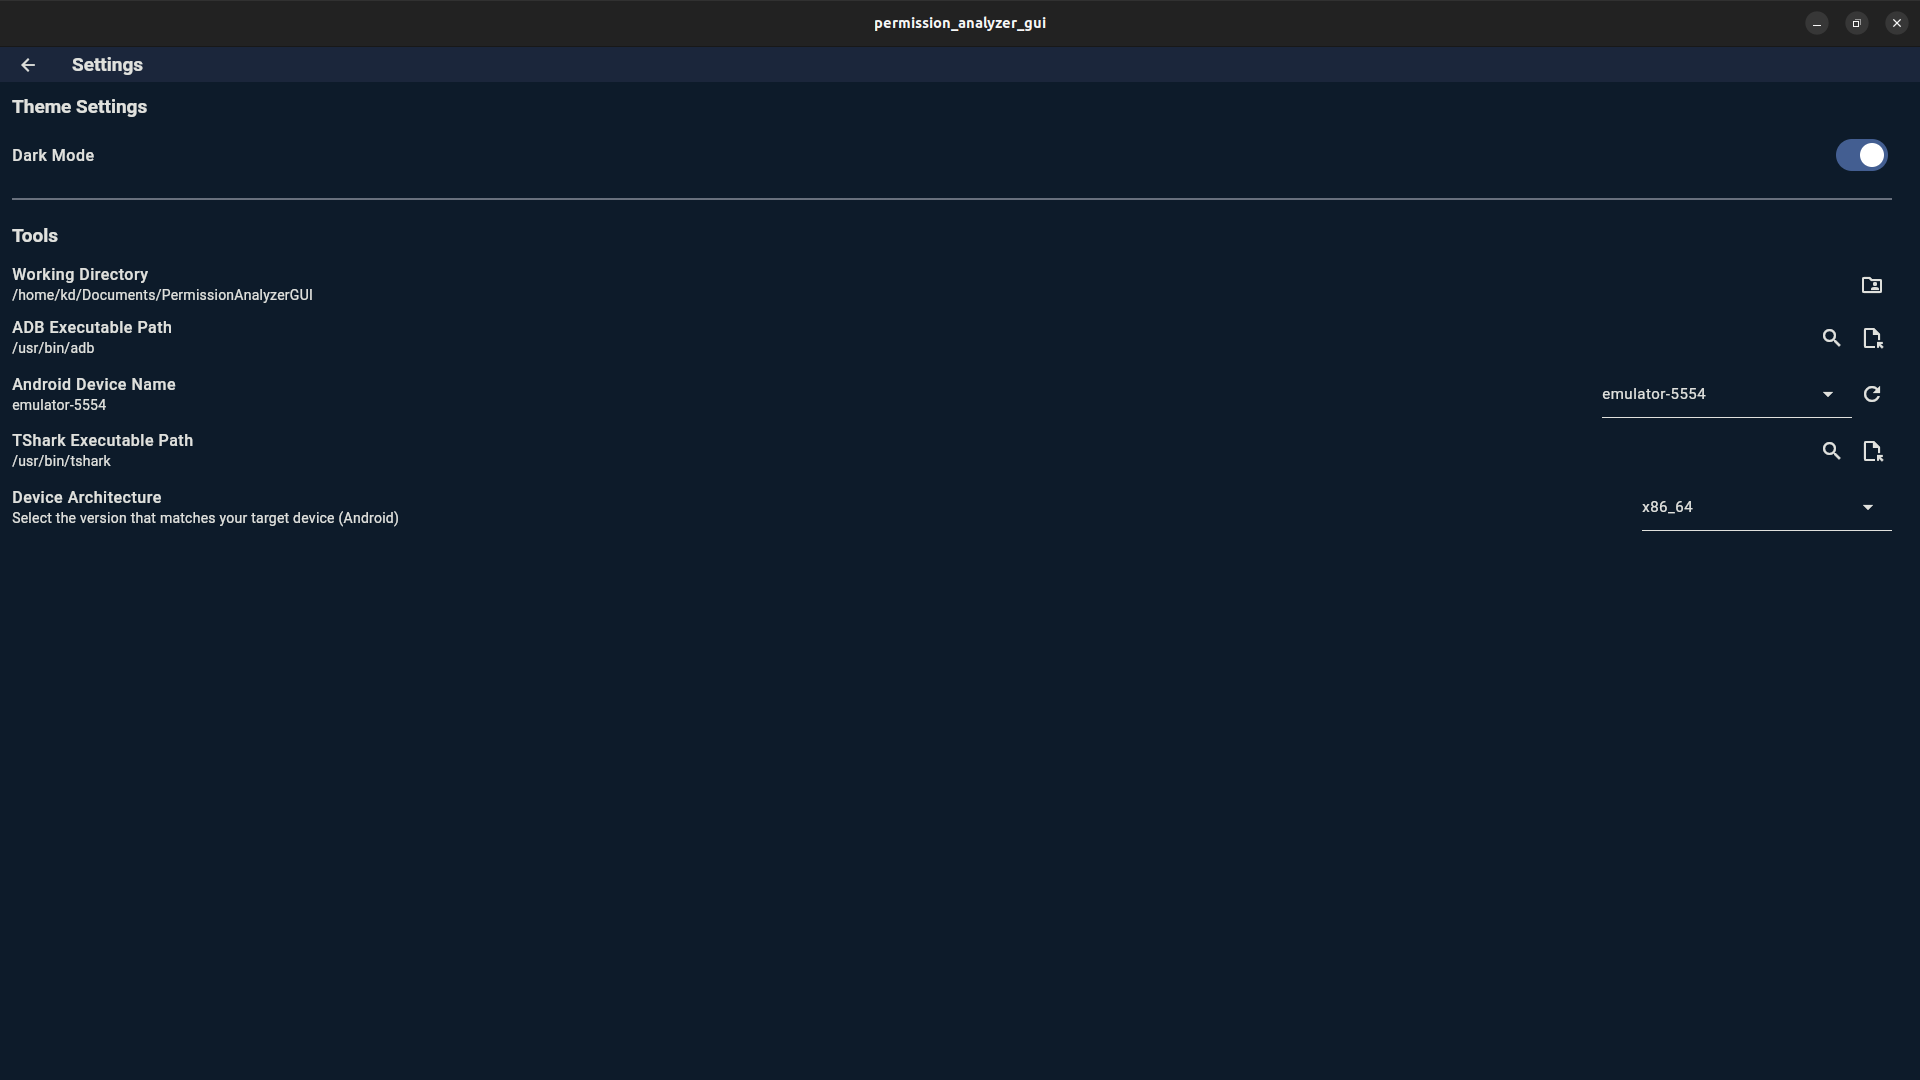 permission_analyzer_gui
Settings
Theme Settings
Dark Mode
Tools
Working Directory
/home/kd/Documents/PermissionAnalyzerGUI
ADB Executable Path
/usr/bin/adb
Android Device Name
emulator-5554
emulator-5554
TShark Executable Path
/usr/bin/tshark
Device Architecture
Select the version that matches your target device (Android)
x86_64